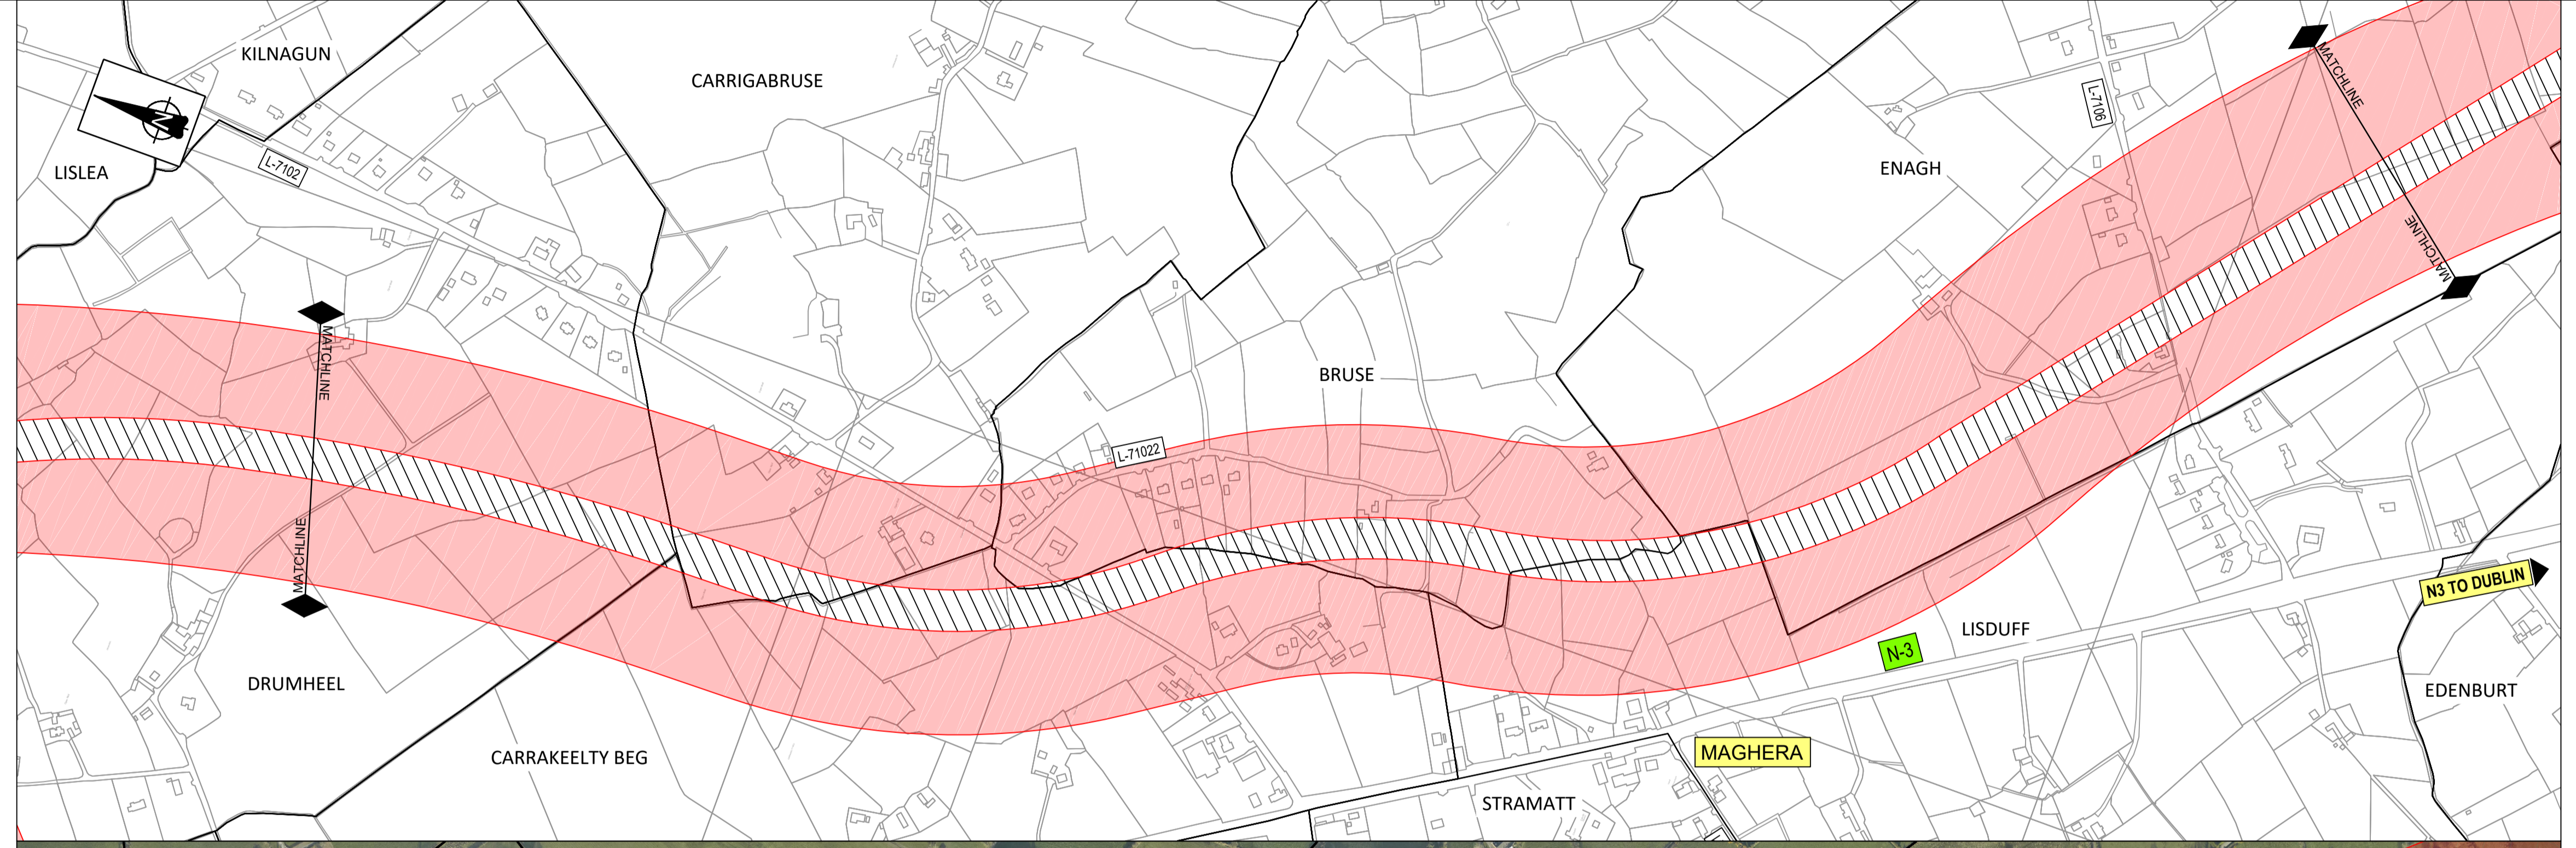 KILNAGUN
CARRIGABRUSE
N
LISLEA
L-7102
L-7106
ENAGH
MATCHLINE
MATCHLINE
MATCHLINE
MATCHLINE
BRUSE
L-71022
DRUMHEEL
CARRAKEELTY BEG
N-3
LISDUFF
N3 TO DUBLIN
EDENBURT
MAGHERA
STRAMATT